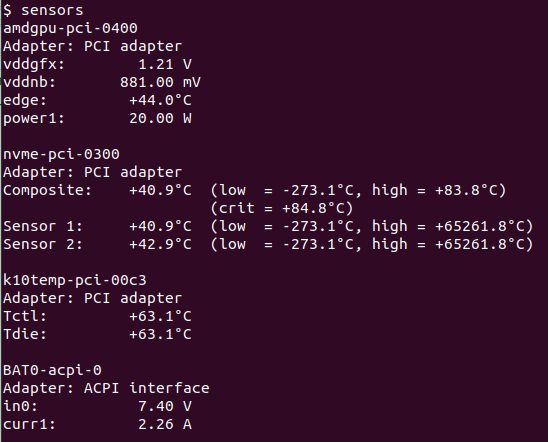 $ sensors
amdgpu-pci-0400
Adapter: PCI adapter
vddgfx:        1.21 V
vddnb:       881.00 mV
edge:         +44.0°C
power1:       20.00 W

nvme-pci-0300
Adapter: PCI adapter
Composite:    +40.9°C  (low  = -273.1°C, high = +83.8°C)
                       (crit = +84.8°C)
Sensor 1:     +40.9°C  (low  = -273.1°C, high = +65261.8°C)
Sensor 2:     +42.9°C  (low  = -273.1°C, high = +65261.8°C)

k10temp-pci-00c3
Adapter: PCI adapter
Tctl:         +63.1°C
Tdie:         +63.1°C

BAT0-acpi-0
Adapter: ACPI interface
in0:           7.40 V
curr1:         2.26 A